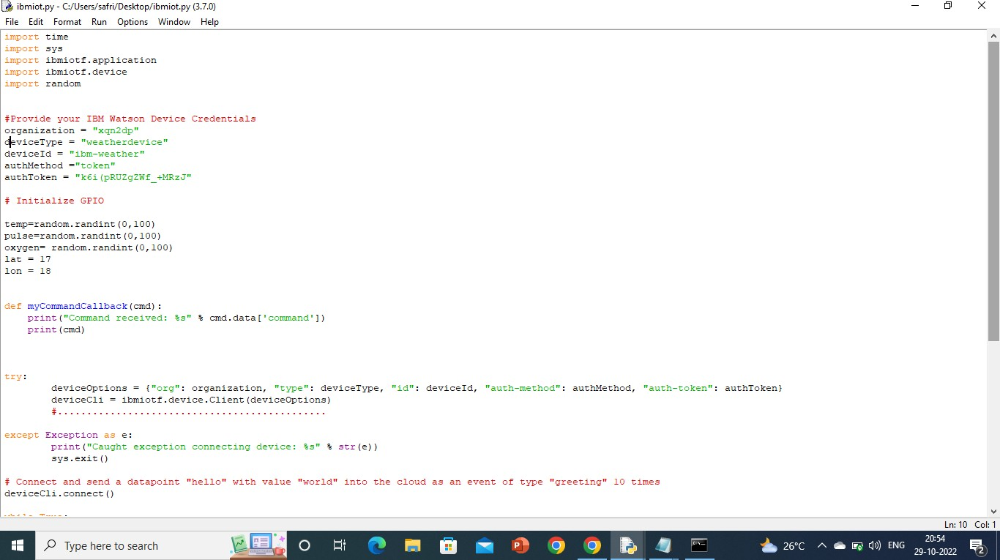 ibmiot.py - C:/Users/safri/Desktop/ibmiot.py (3.7.0)
File Edit Format Run Options Window Help
import time
import sys
import ibmiotf.application
import ibmiotf.device
import random
#Provide your IBM Watson Device Credentials
organization = "xqn2dp"
deviceType = "weatherdevice"
deviceId = "ibm-weather"
authMethod ="token"
authToken = "k6i(pRUZgZWf_+MRzJ"
# Initialize GPIO
temp=random.randint(0,100)
pulse=random.randint(0,100)
oxygen= random.randint(0,100)
lat = 17
lon = 18
def myCommandCallback(cmd):
    print("Command received: %s" % cmd.data['command'])
    print(cmd)
try:
        deviceOptions = {"org": organization, "type": deviceType, "id": deviceId, "auth-method": authMethod, "auth-token": authToken}
        deviceCli = ibmiotf.device.Client(deviceOptions)
        #..............................................
except Exception as e:
        print("Caught exception connecting device: %s" % str(e))
        sys.exit()
# Connect and send a datapoint "hello" with value "world" into the cloud as an event of type "greeting" 10 times
deviceCli.connect()
while True:
Ln: 10 Col: 1
Type here to search
26°C
ENG
20:54
29-10-2022
2